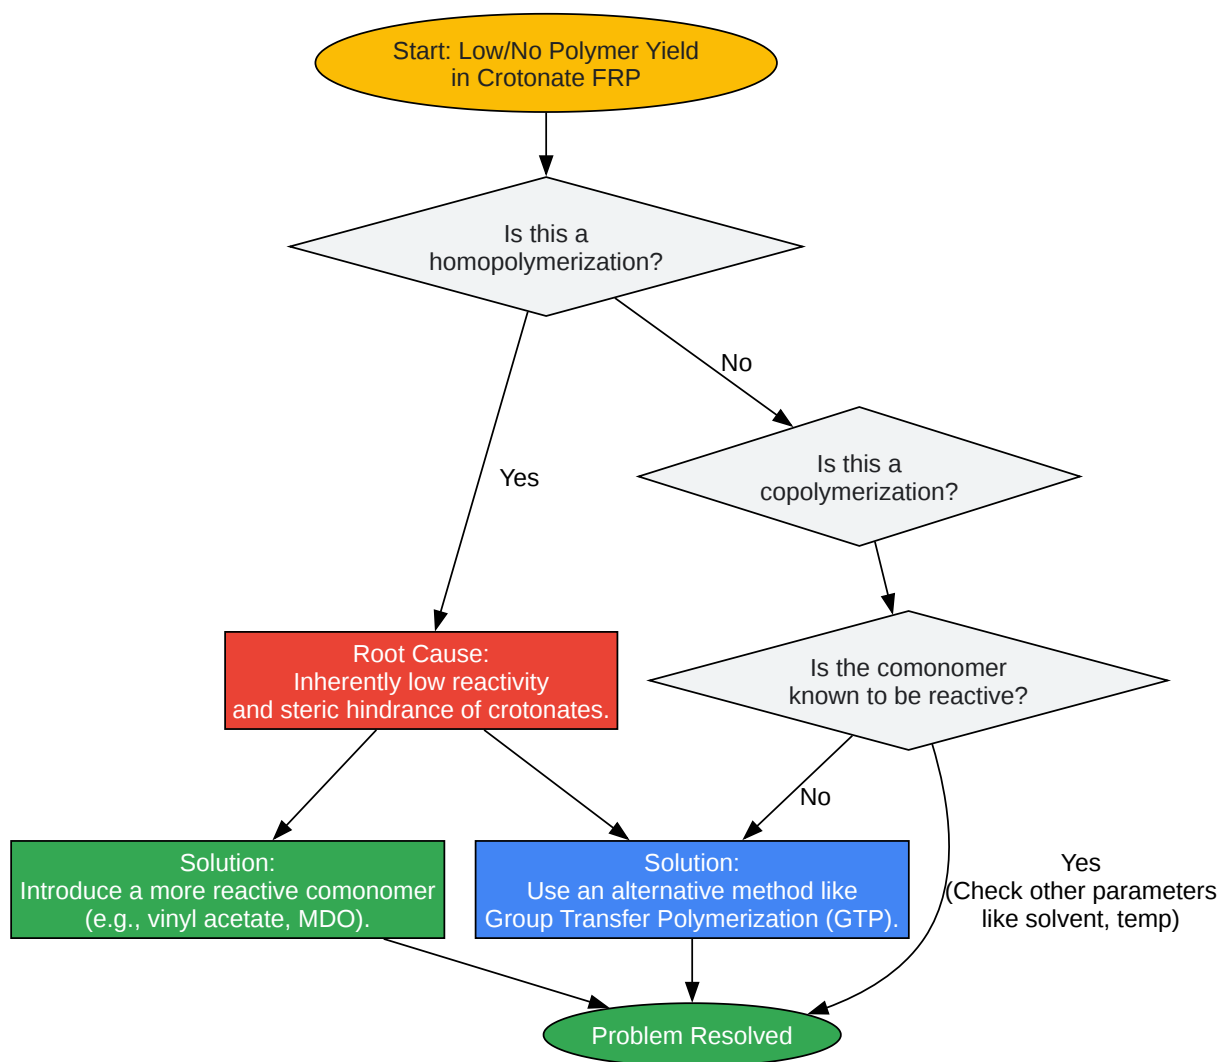 Start: Low/No Polymer Yield
in Crotonate FRP
Is this a
homopolymerization?
No
Is this a
copolymerization?
Yes
Root Cause:
Inherently low reactivity
and steric hindrance of crotonates.
Is the comonomer
known to be reactive?
No
Solution:
Introduce a more reactive comonomer
(e.g., vinyl acetate, MDO).
Solution:
Use an alternative method like
Group Transfer Polymerization (GTP).
Yes
(Check other parameters
like solvent, temp)
Problem Resolved